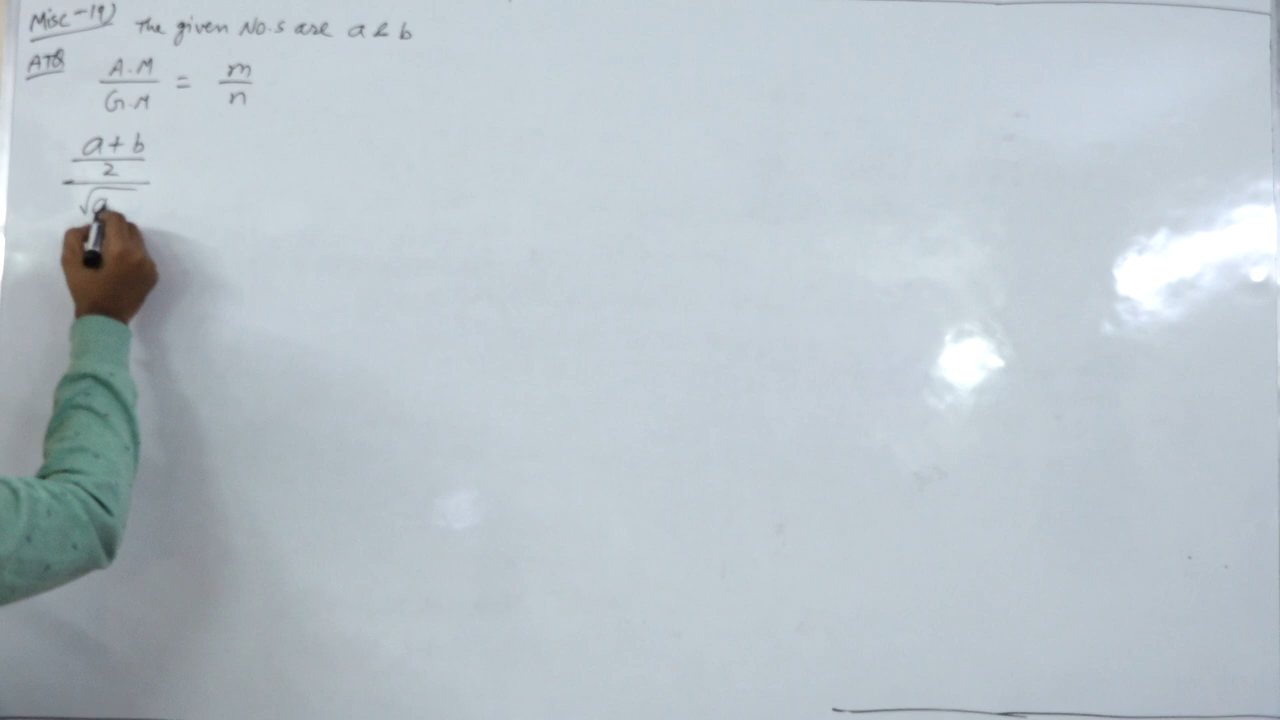 Misc-19) The given No.s are a & b
ATQ A.M/G.M = m/n
a+b
2
√a